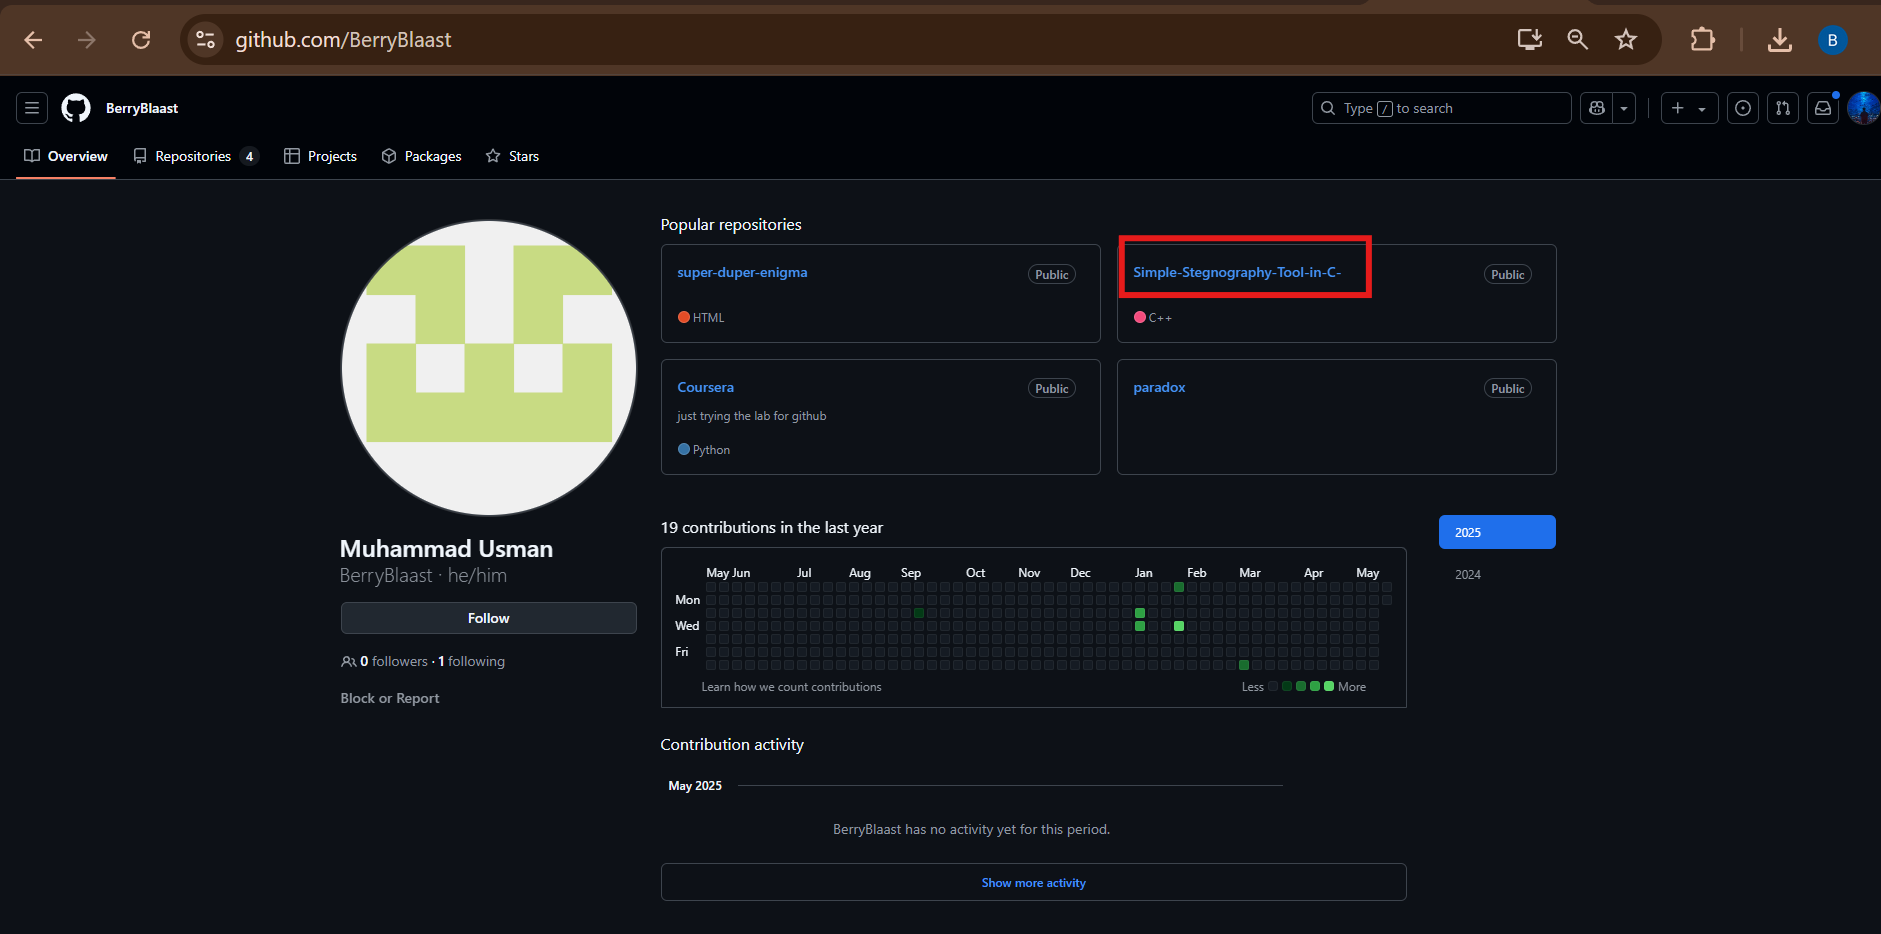 github.com/BerryBlaast
B
BerryBlaast
Type / to search
Overview
Repositories 4
Projects
Packages
Stars
Popular repositories
super-duper-enigma
Public
HTML
Simple-Stegnography-Tool-in-C-
Public
C++
Coursera
Public
just trying the lab for github
Python
paradox
Public
Muhammad Usman
BerryBlaast · he/him
Follow
0 followers · 1 following
Block or Report
19 contributions in the last year
2025
2024
May Jun Jul Aug Sep Oct Nov Dec Jan Feb Mar Apr May
Mon
Wed
Fri
Learn how we count contributions
Less More
Contribution activity
May 2025
BerryBlaast has no activity yet for this period.
Show more activity